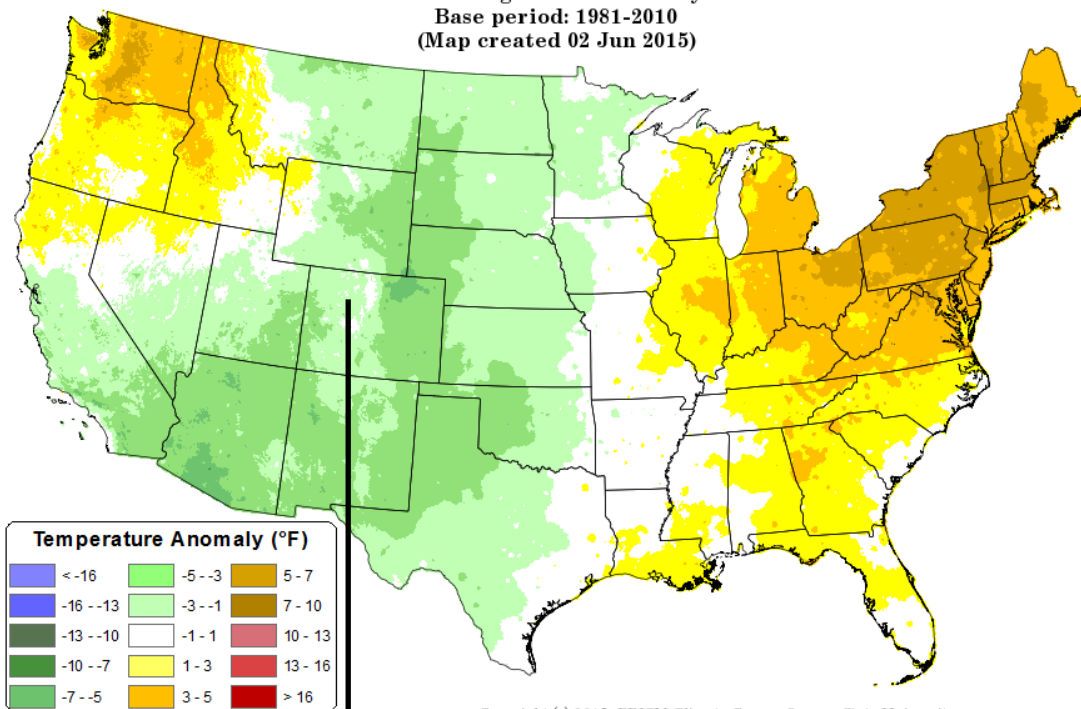 Base period: 1981-2010
(Map created 02 Jun 2015)
Temperature Anomaly (°F)
< -16
-16 - -13
-13 - -10
-10 - -7
-7 - -5
-5 - -3
-3 - -1
-1 - 1
1 - 3
3 - 5
5 - 7
7 - 10
10 - 13
13 - 16
> 16